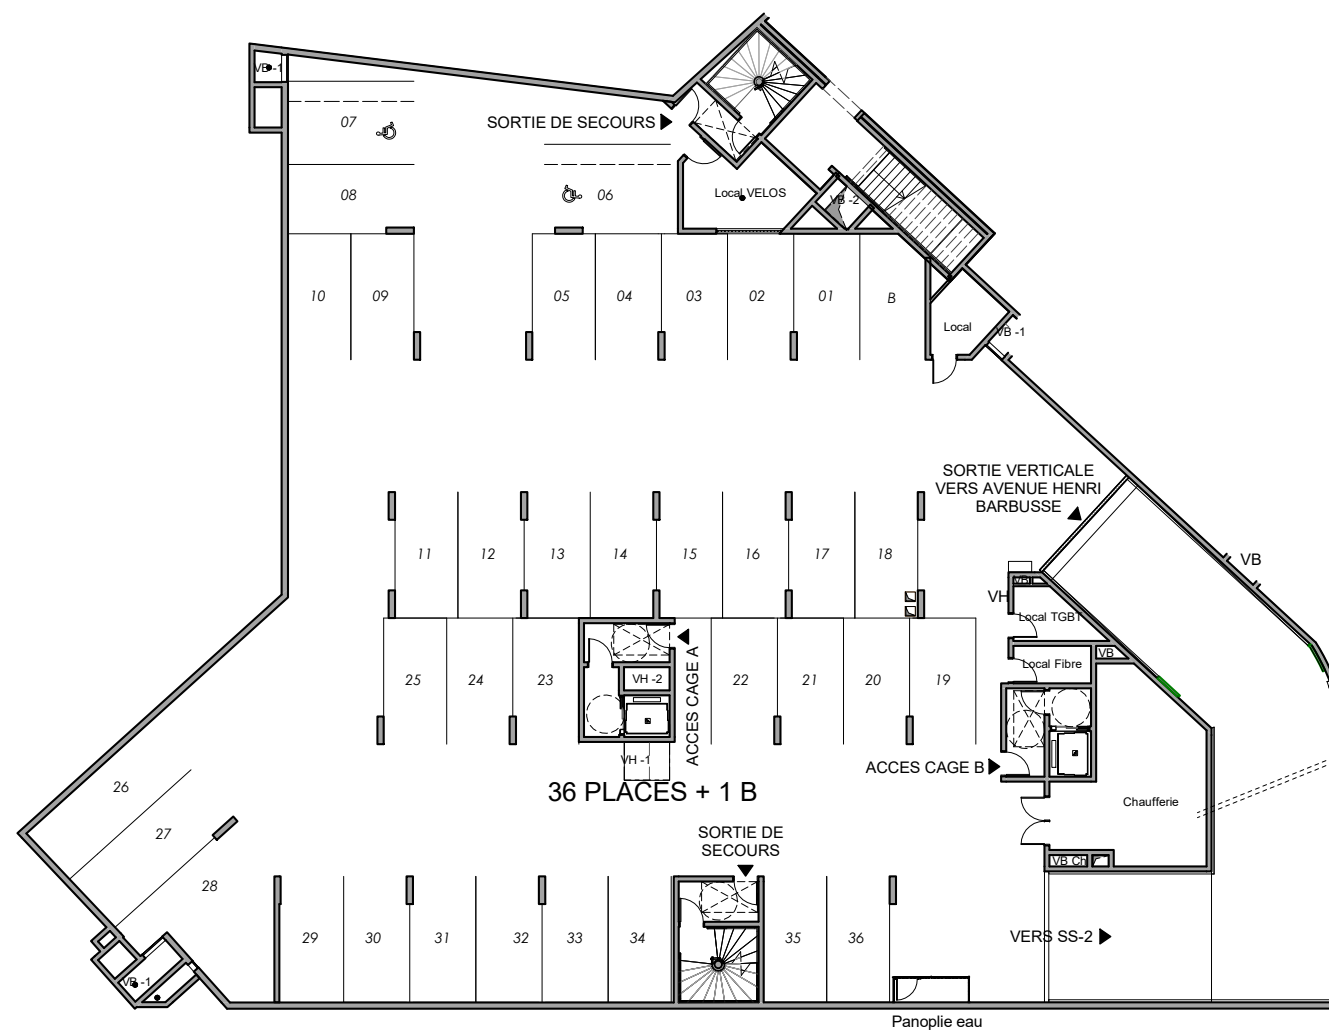 VB -1
SORTIE DE SECOURS
07
08
06
Local VELOS
VB -2
10
09
05
04
03
02
01
B
Local
VB -1
SORTIE VERTICALE
VERS AVENUE HENRI
BARBUSSE
11
12
13
14
15
16
17
18
VB
VH
Local TGBT
Local Fibre
VB
25
24
23
VH -2
ACCES CAGE A
22
21
20
19
VH -1
ACCES CAGE B
36 PLACES + 1 B
Chaufferie
26
27
28
SORTIE DE
SECOURS
VB Ch
29
30
31
32
33
34
35
36
VERS SS-2
VB -1
Panoplie eau